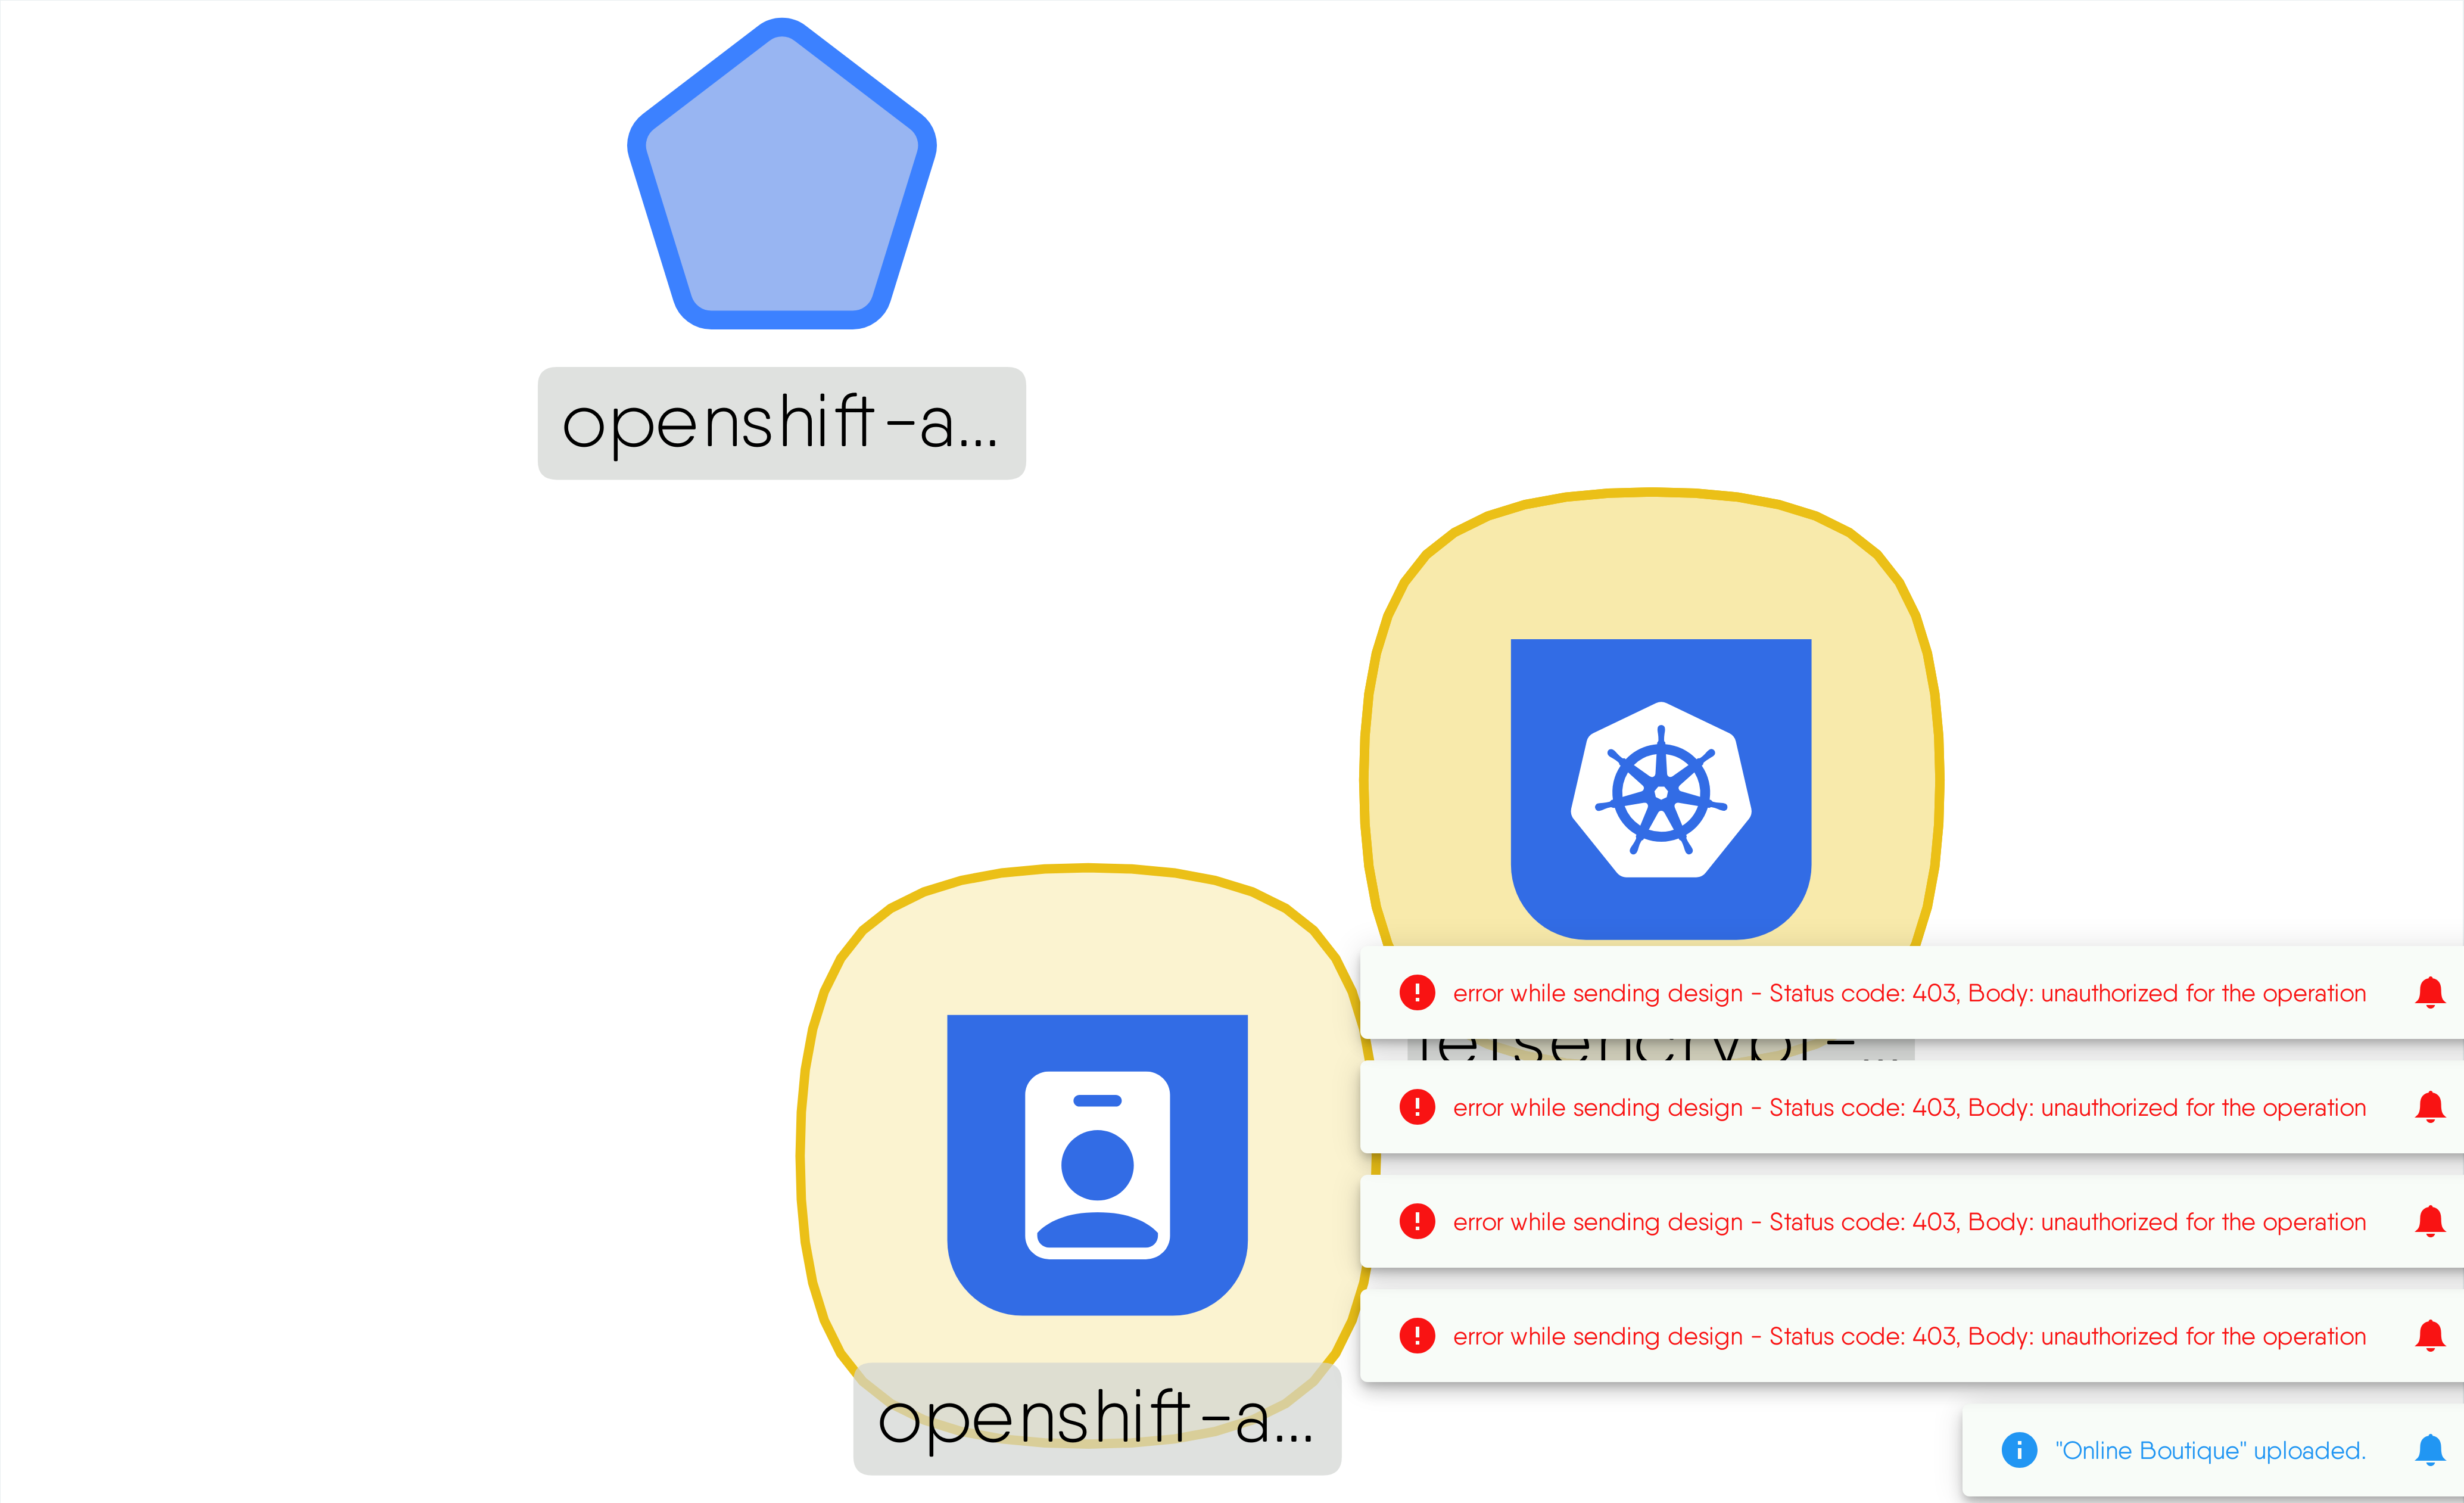 openshift-a...
error while sending design - Status code: 403, Body: unauthorized for the operation
letsencrypt-...
error while sending design - Status code: 403, Body: unauthorized for the operation
error while sending design - Status code: 403, Body: unauthorized for the operation
error while sending design - Status code: 403, Body: unauthorized for the operation
openshift-a...
"Online Boutique" uploaded.